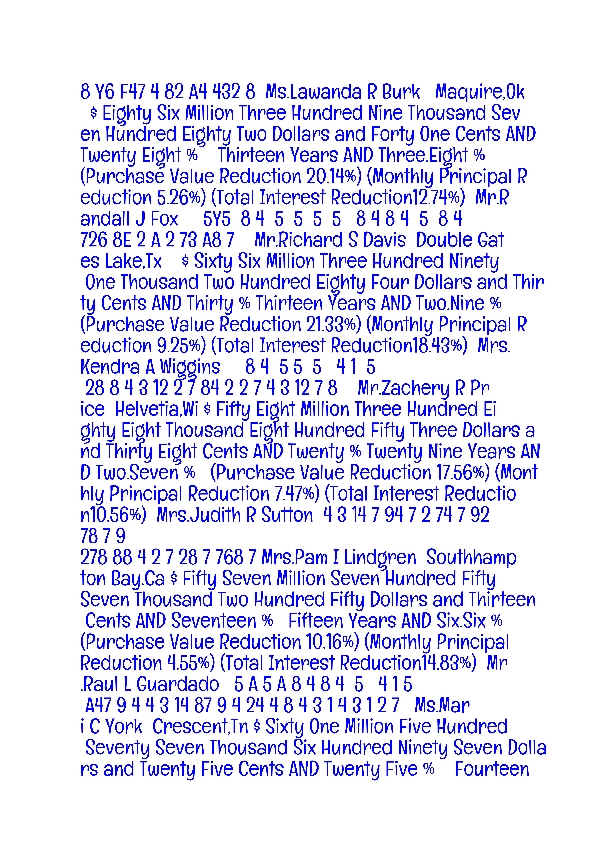 8 Y6 F47 4 82 A4 432 8  Ms.Lawanda R Burk   Maquire,Ok
$ Eighty Six Million Three Hundred Nine Thousand Sev
en Hundred Eighty Two Dollars and Forty One Cents AND
Twenty Eight %    Thirteen Years AND Three.Eight %
(Purchase Value Reduction 20.14%) (Monthly Principal R
eduction 5.26%) (Total Interest Reduction12.74%)  Mr.R
andall J Fox     5Y5  8 4  5  5  5  5   8 4 8 4  5  8 4
726 8E 2 A 2 73 A8 7    Mr.Richard S Davis  Double Gat
es Lake,Tx    $ Sixty Six Million Three Hundred Ninety
One Thousand Two Hundred Eighty Four Dollars and Thir
ty Cents AND Thirty % Thirteen Years AND Two.Nine %
(Purchase Value Reduction 21.33%) (Monthly Principal R
eduction 9.25%) (Total Interest Reduction18.43%)  Mrs.
Kendra A Wiggins     8 4  5 5  5   4 1  5
28 8 4 3 12 2 7 84 2 2 7 4 3 12 7 8    Mr.Zachery R Pr
ice  Helvetia,Wi $ Fifty Eight Million Three Hundred Ei
ghty Eight Thousand Eight Hundred Fifty Three Dollars a
nd Thirty Eight Cents AND Twenty % Twenty Nine Years AN
D Two.Seven %   (Purchase Value Reduction 17.56%) (Mont
hly Principal Reduction 7.47%) (Total Interest Reductio
n10.56%)  Mrs.Judith R Sutton  4 3 14 7 94 7 2 74 7 92
78 7 9
278 88 4 2 7 28 7 768 7 Mrs.Pam I Lindgren  Southhamp
ton Bay,Ca $ Fifty Seven Million Seven Hundred Fifty
Seven Thousand Two Hundred Fifty Dollars and Thirteen
Cents AND Seventeen %   Fifteen Years AND Six.Six %
(Purchase Value Reduction 10.16%) (Monthly Principal
Reduction 4.55%) (Total Interest Reduction14.83%)  Mr
.Raul L Guardado   5 A 5 A 8 4 8 4  5   4 1 5
A47 9 4 4 3 14 87 9 4 24 4 8 4 3 1 4 3 1 2 7   Ms.Mar
i C York  Crescent,Tn $ Sixty One Million Five Hundred
Seventy Seven Thousand Six Hundred Ninety Seven Dolla
rs and Twenty Five Cents AND Twenty Five %    Fourteen